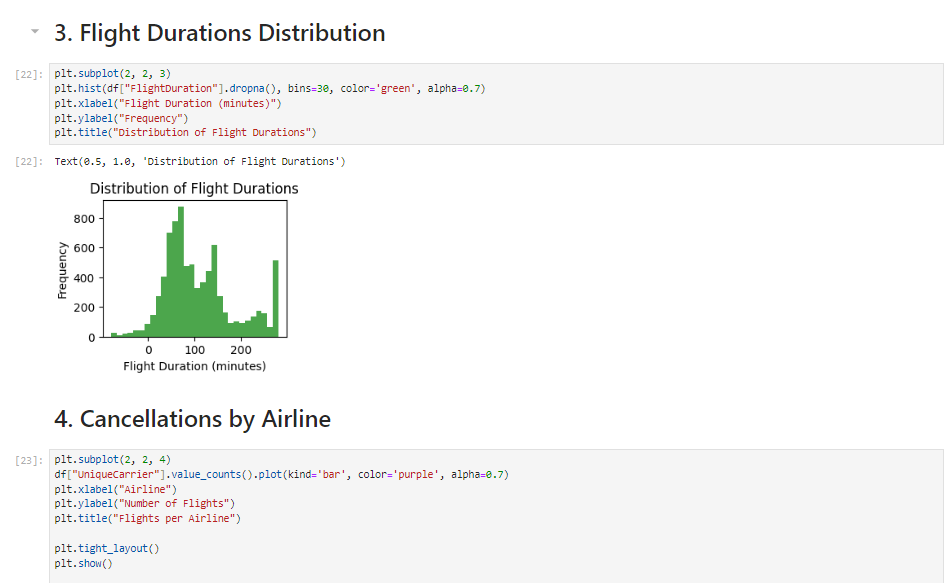 3. Flight Durations Distribution
[22]: plt.subplot(2, 2, 3)
plt.hist(df["FlightDuration"].dropna(), bins=30, color='green', alpha=0.7)
plt.xlabel("Flight Duration (minutes)")
plt.ylabel("Frequency")
plt.title("Distribution of Flight Durations")
[22]: Text(0.5, 1.0, 'Distribution of Flight Durations')
Distribution of Flight Durations
Frequency
800
600
400
200
0
0 100 200
Flight Duration (minutes)
4. Cancellations by Airline
[23]: plt.subplot(2, 2, 4)
df["UniqueCarrier"].value_counts().plot(kind='bar', color='purple', alpha=0.7)
plt.xlabel("Airline")
plt.ylabel("Number of Flights")
plt.title("Flights per Airline")
plt.tight_layout()
plt.show()